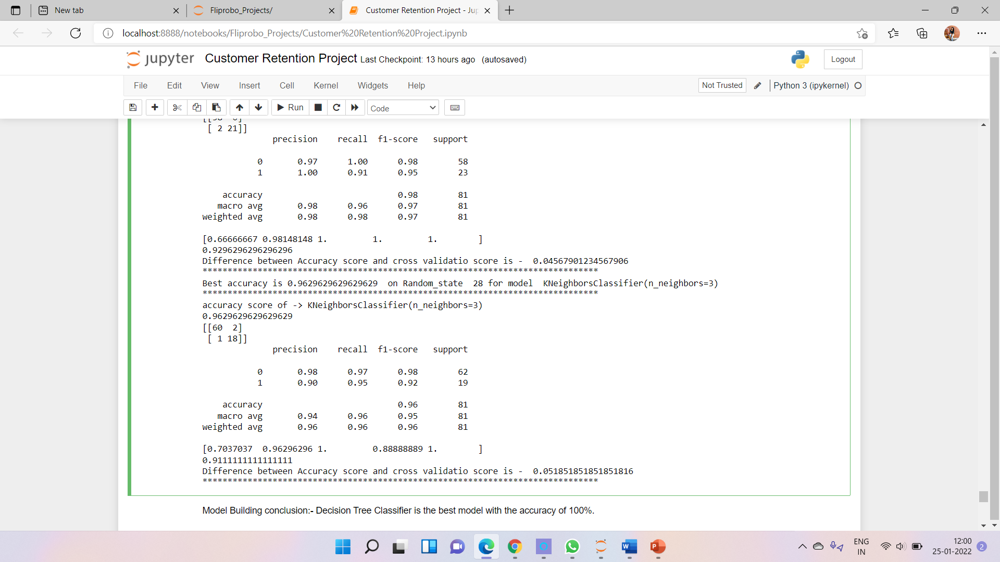 New tab
Fliprobo_Projects/
Customer Retention Project - Jup
localhost:8888/notebooks/Fliprobo_Projects/Customer%20Retention%20Project.ipynb
jupyter Customer Retention Project Last Checkpoint: 13 hours ago (autosaved)
Logout
File Edit View Insert Cell Kernel Widgets Help
Not Trusted
Python 3 (ipykernel)
Run
Code
[ 2 21]]
precision recall f1-score support
0 0.97 1.00 0.98 58
1 1.00 0.91 0.95 23
accuracy 0.98 81
macro avg 0.98 0.96 0.97 81
weighted avg 0.98 0.98 0.97 81
[0.66666667 0.98148148 1. 1. 1. ]
0.9296296296296296
Difference between Accuracy score and cross validatio score is - 0.04567901234567906
*******************************************************************************
Best accuracy is 0.9629629629629629 on Random_state 28 for model KNeighborsClassifier(n_neighbors=3)
*******************************************************************************
accuracy score of -> KNeighborsClassifier(n_neighbors=3)
0.9629629629629629
[[60 2]
[ 1 18]]
precision recall f1-score support
0 0.98 0.97 0.98 62
1 0.90 0.95 0.92 19
accuracy 0.96 81
macro avg 0.94 0.96 0.95 81
weighted avg 0.96 0.96 0.96 81
[0.7037037 0.96296296 1. 0.88888889 1. ]
0.9111111111111111
Difference between Accuracy score and cross validatio score is - 0.051851851851851816
*******************************************************************************
Model Building conclusion:- Decision Tree Classifier is the best model with the accuracy of 100%.
ENG
IN
12:00
25-01-2022
2